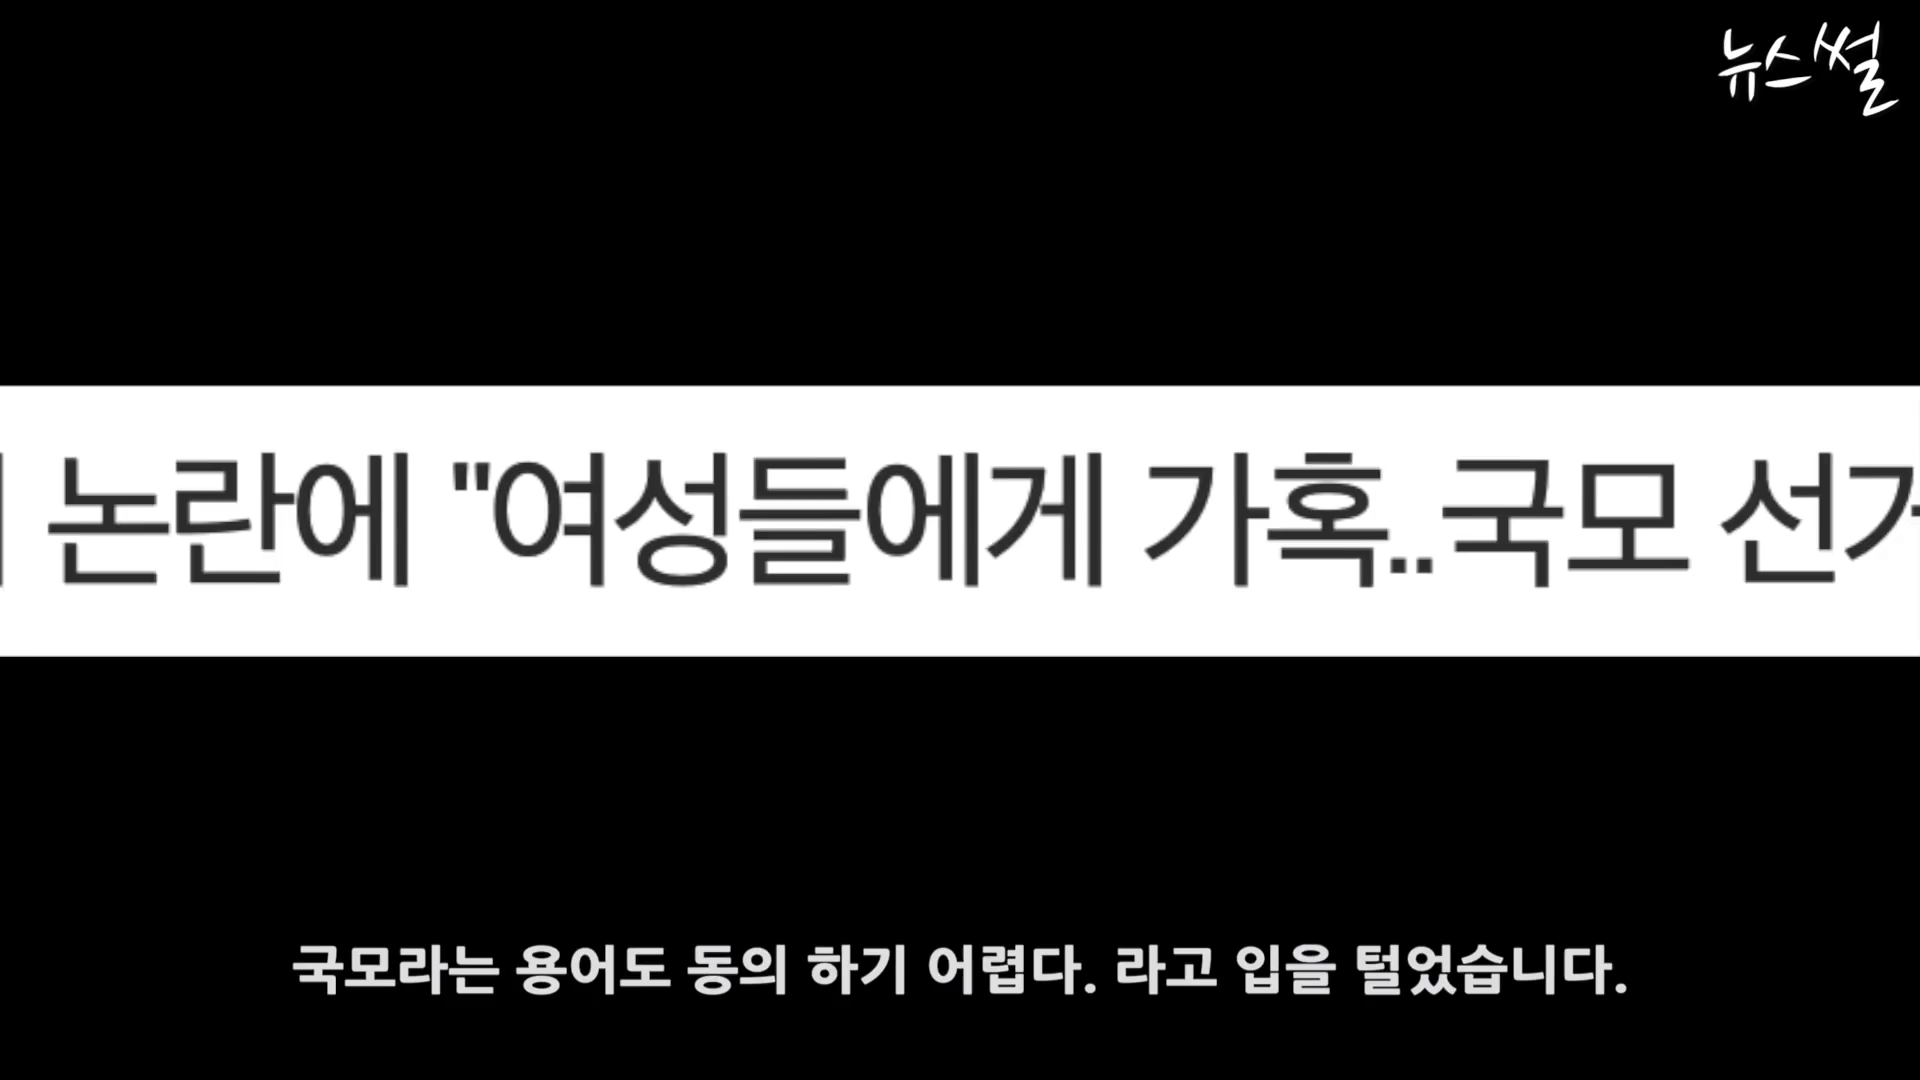 뉴스썰
논란에 "여성들에게 가혹..국모 선거
국모라는 용어도 동의 하기 어렵다. 라고 입을 털었습니다.